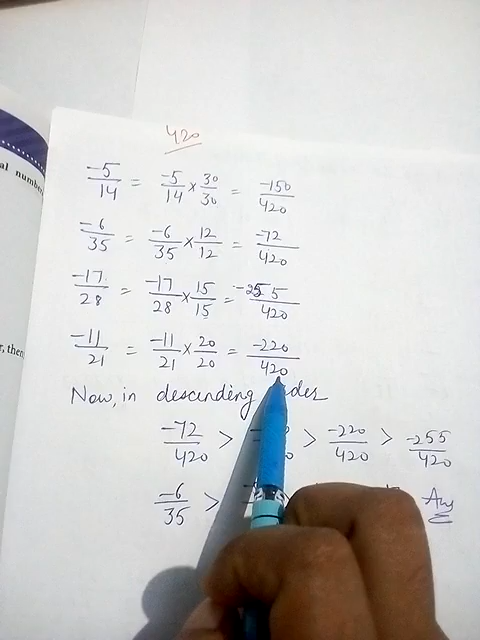 al numbe
r, then
420
-5/14 = -5/14 × 30/30 = -150/420
-6/35 = -6/35 × 12/12 = -72/420
-17/28 = -17/28 × 15/15 = -255/420
-11/21 = -11/21 × 20/20 = -220/420
Now, in descending
-72/420 > > -220/420 > -255/420
-6/35 > Ans